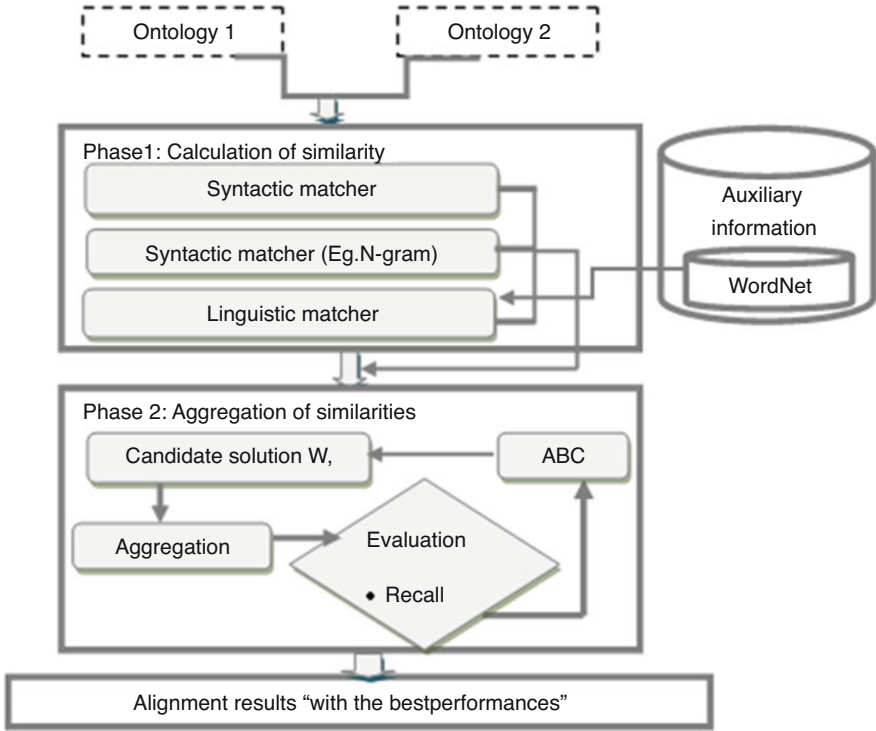 Ontology 1
Ontology 2
Phase1: Calculation of similarity
Syntactic matcher
Syntactic matcher (Eg.N-gram)
Linguistic matcher
Auxiliary
information
WordNet
Phase 2: Aggregation of similarities
Candidate solution W,
ABC
Aggregation
Evaluation
• Recall
Alignment results “with the bestperformances”